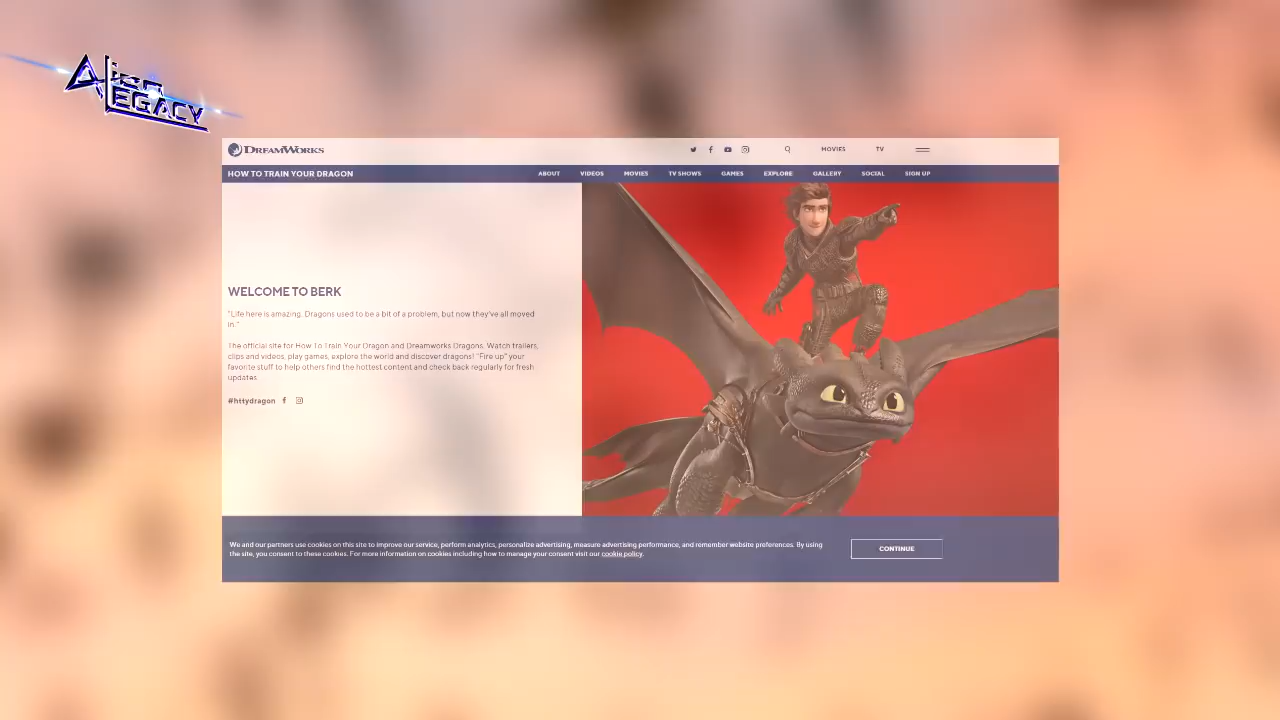 Alien
LEGACY
DREAMWORKS
MOVIES
TV
HOW TO TRAIN YOUR DRAGON
ABOUT
VIDEOS
MOVIES
TV SHOWS
GAMES
EXPLORE
GALLERY
SOCIAL
SIGN UP
WELCOME TO BERK
"Life here is amazing. Dragons used to be a bit of a problem, but now they've all moved
in."
The official site for How To Train Your Dragon and Dreamworks Dragons. Watch trailers,
clips and videos, play games, explore the world and discover dragons! "Fire up" your
favorite stuff to help others find the hottest content and check back regularly for fresh
updates.
#httydragon
We and our partners use cookies on this site to improve our service, perform analytics, personalize advertising, measure advertising performance, and remember website preferences. By using
the site, you consent to these cookies. For more information on cookies including how to manage your consent visit our cookie policy.
CONTINUE